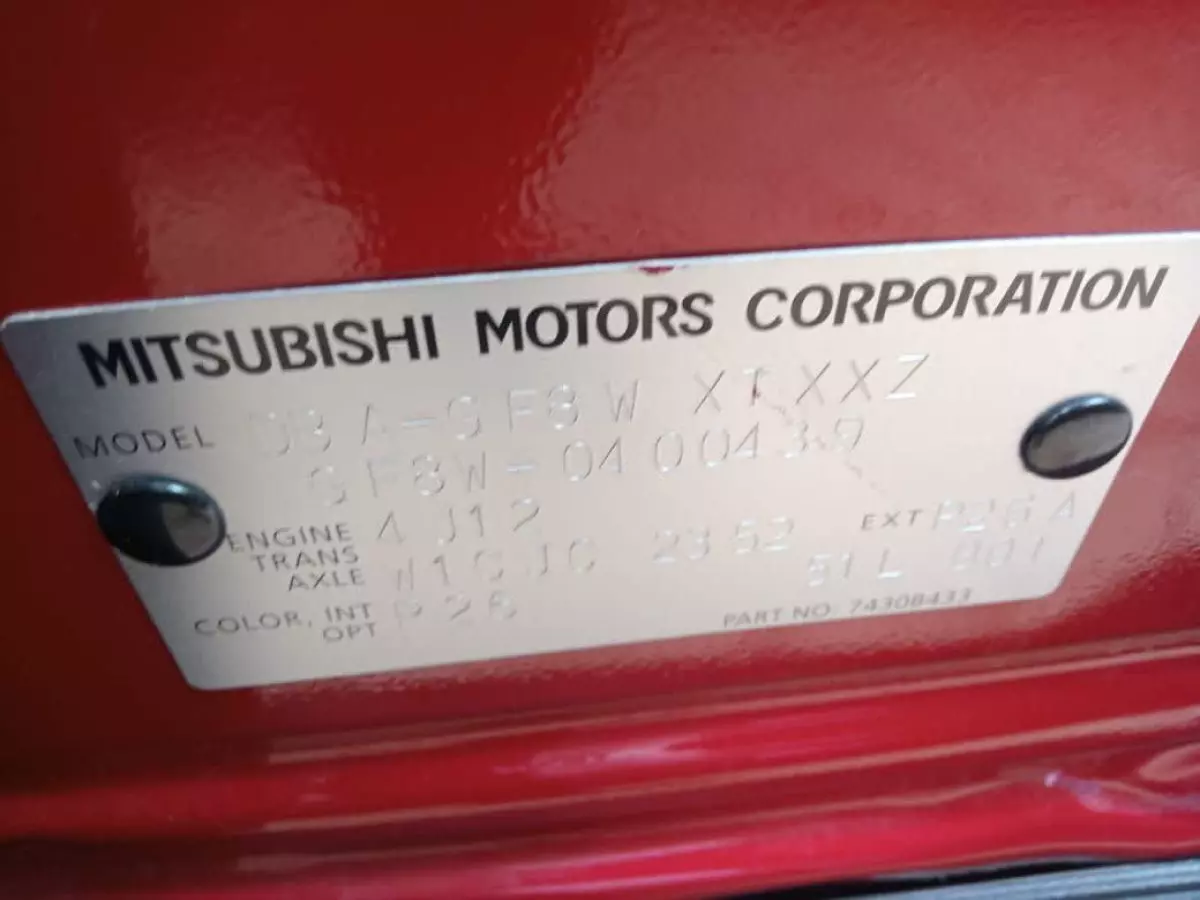 MITSUBISHI MOTORS CORPORATION
MODEL DBA-GF8W XTXXZ
GF8W-0400439
ENGINE 4J12 EXT P26A
TRANS AXLE W1CJC 2352 51L 001
COLOR, INT OPT P26
PART NO. 7430B433